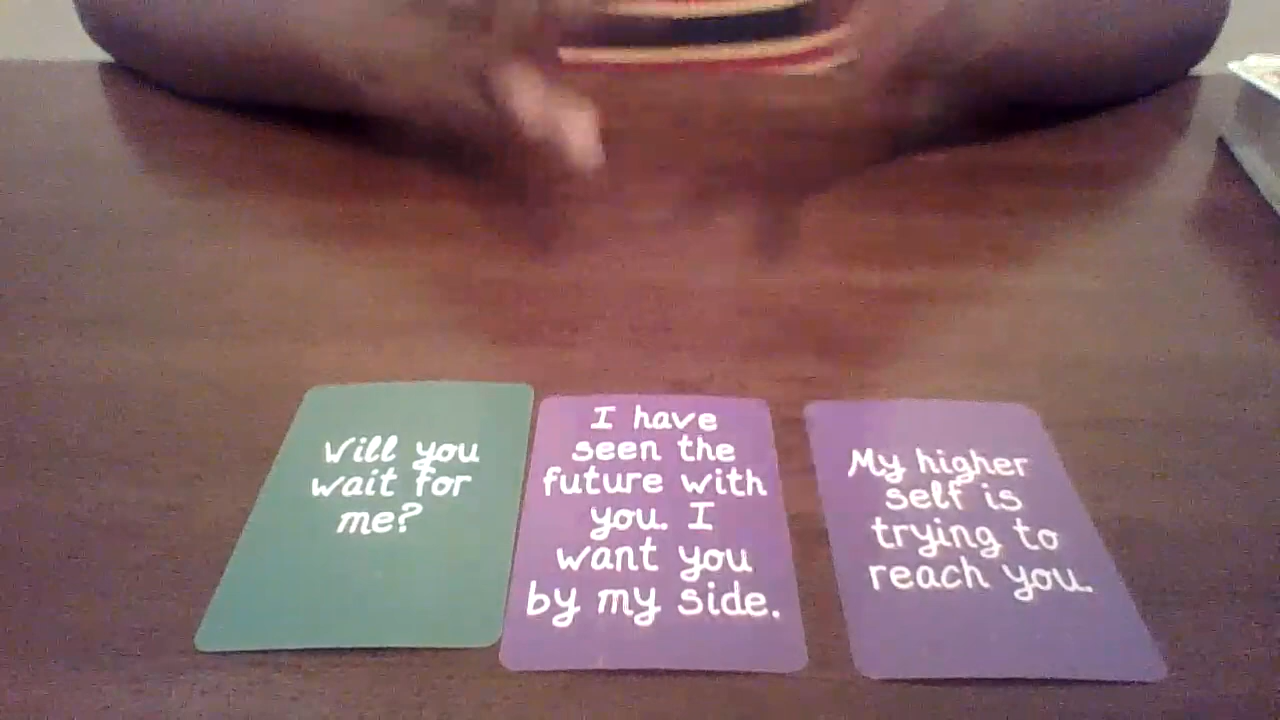 Will you
wait for
me?
I have
seen the
future with
you. I
want you
by my side.
My higher
self is
trying to
reach you.